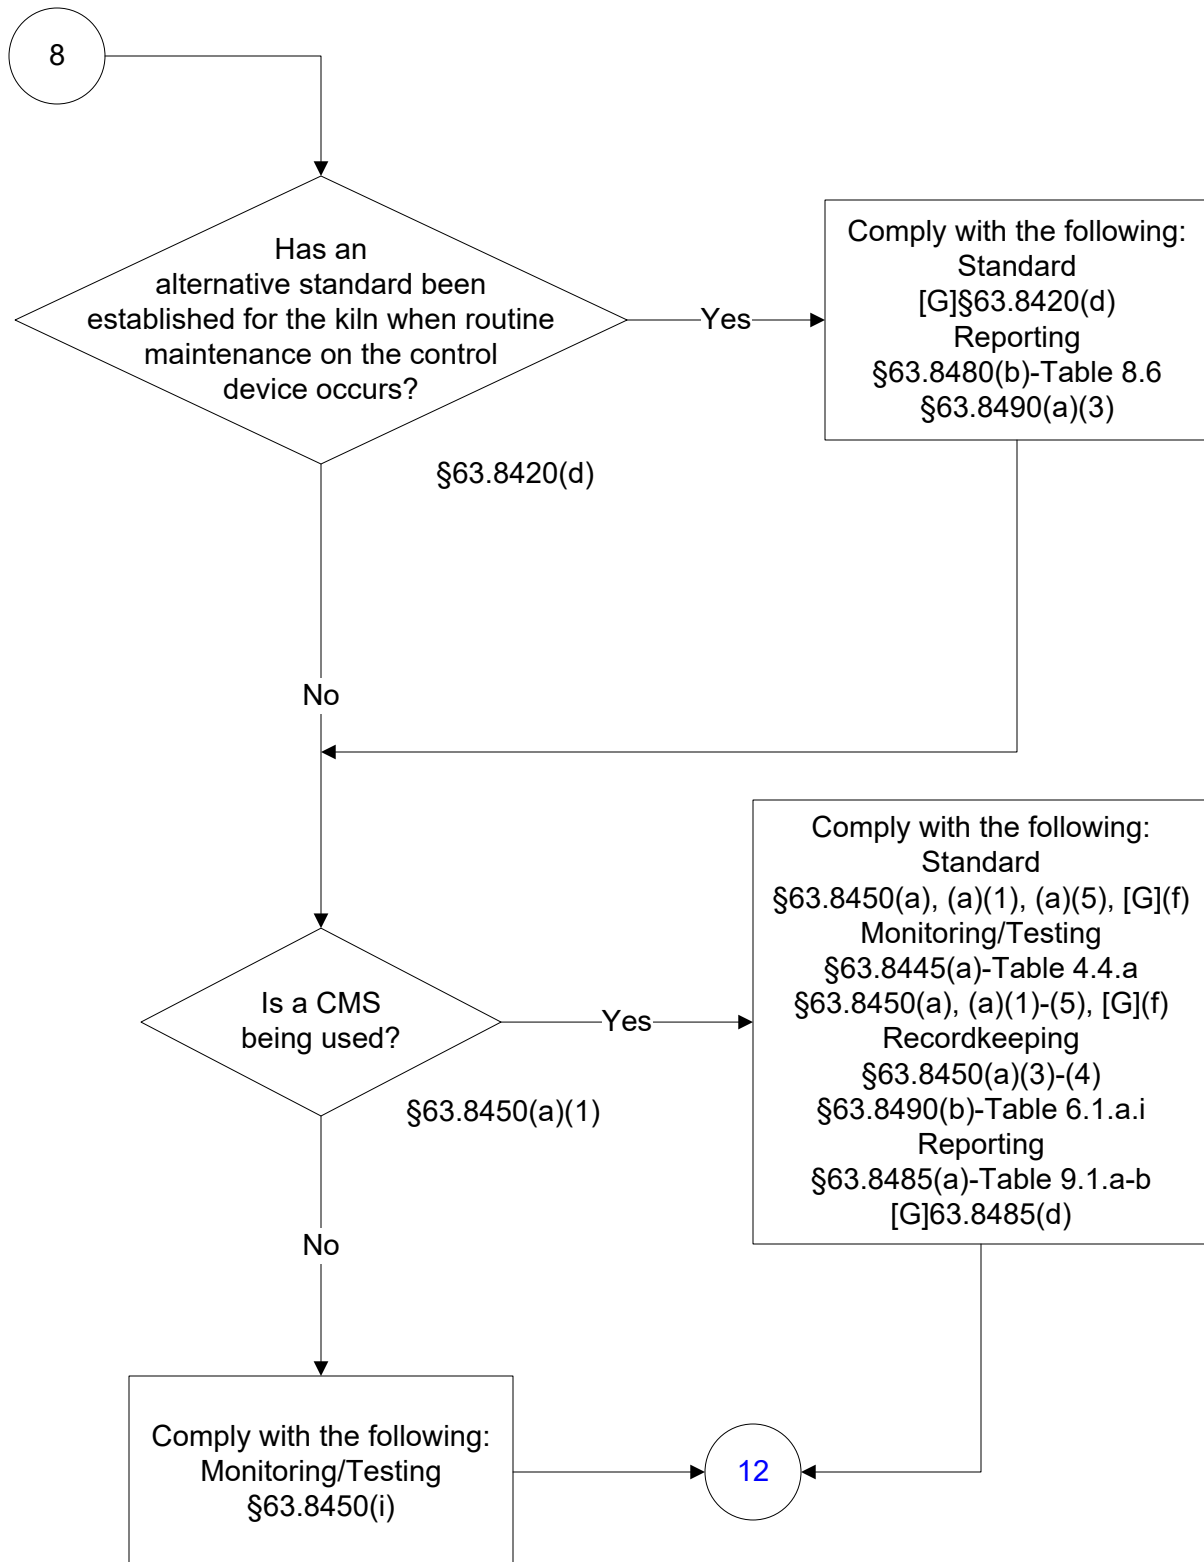 8
Has an
alternative standard been
established for the kiln when routine
maintenance on the control
device occurs?
Yes
Comply with the following:
Standard
[G]§63.8420(d)
Reporting
§63.8480(b)-Table 8.6
§63.8490(a)(3)
§63.8420(d)
No
Is a CMS
being used?
Yes
Comply with the following:
Standard
§63.8450(a), (a)(1), (a)(5), [G](f)
Monitoring/Testing
§63.8445(a)-Table 4.4.a
§63.8450(a), (a)(1)-(5), [G](f)
Recordkeeping
§63.8450(a)(3)-(4)
§63.8490(b)-Table 6.1.a.i
Reporting
§63.8485(a)-Table 9.1.a-b
[G]63.8485(d)
§63.8450(a)(1)
No
Comply with the following:
Monitoring/Testing
§63.8450(i)
12